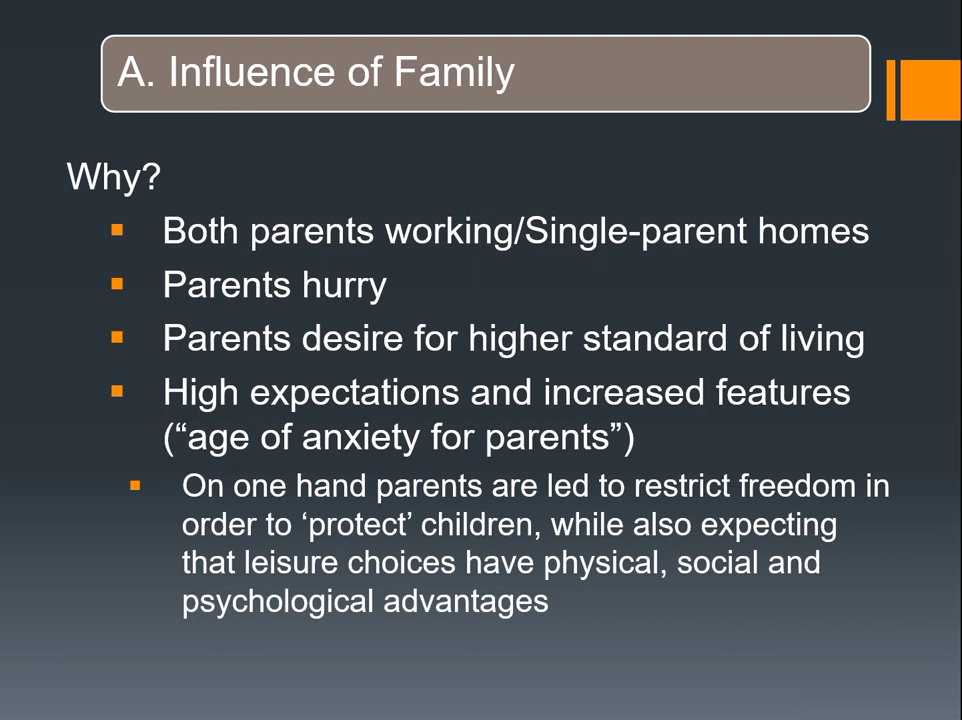 A. Influence of Family
Why?
▪ Both parents working/Single-parent homes
▪ Parents hurry
▪ Parents desire for higher standard of living
▪ High expectations and increased features
(“age of anxiety for parents”)
▪ On one hand parents are led to restrict freedom in
order to ‘protect’ children, while also expecting
that leisure choices have physical, social and
psychological advantages